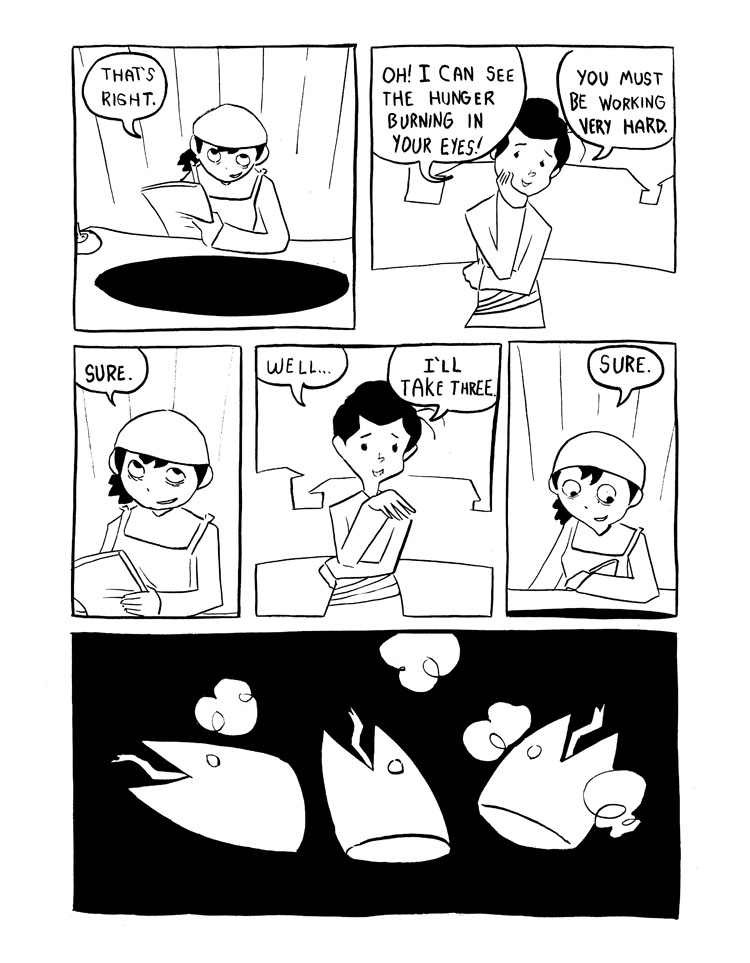 THAT'S
RIGHT.
OH! I CAN SEE
THE HUNGER
BURNING IN
YOUR EYES!
YOU MUST
BE WORKING
VERY HARD.
SURE.
WELL...
I'LL
TAKE THREE.
SURE.